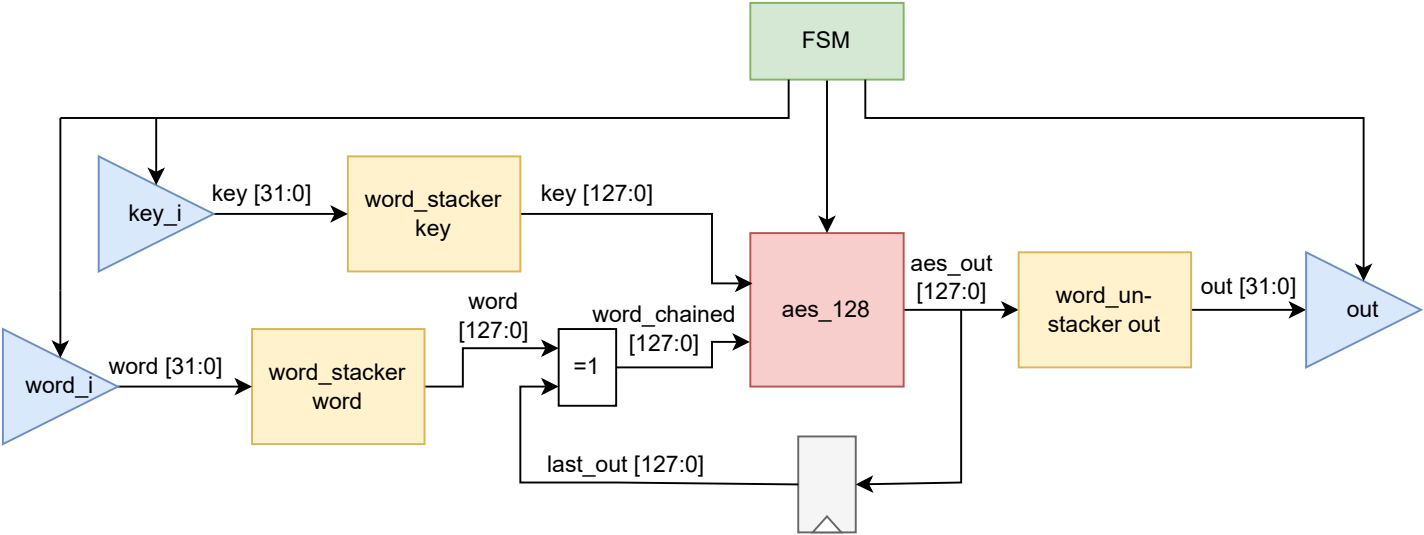 FSM
key_i
key [31:0]
word_stacker
key
key [127:0]
word_i
word [31:0]
word_stacker
word
word
[127:0]
=1
word_chained
[127:0]
aes_128
aes_out
[127:0]
word_un-
stacker out
out [31:0]
out
last_out [127:0]